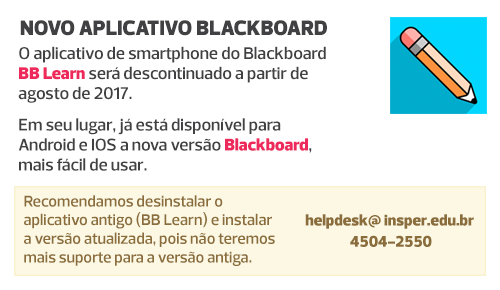 NOVO APLICATIVO BLACKBOARD
O aplicativo de smartphone do Blackboard
BB Learn será descontinuado a partir de
agosto de 2017.
Em seu lugar, já está disponível para
Android e IOS a nova versão Blackboard,
mais fácil de usar.
Recomendamos desinstalar o
aplicativo antigo (BB Learn) e instalar
a versão atualizada, pois não teremos
mais suporte para a versão antiga.
helpdesk@insper.edu.br
4504-2550